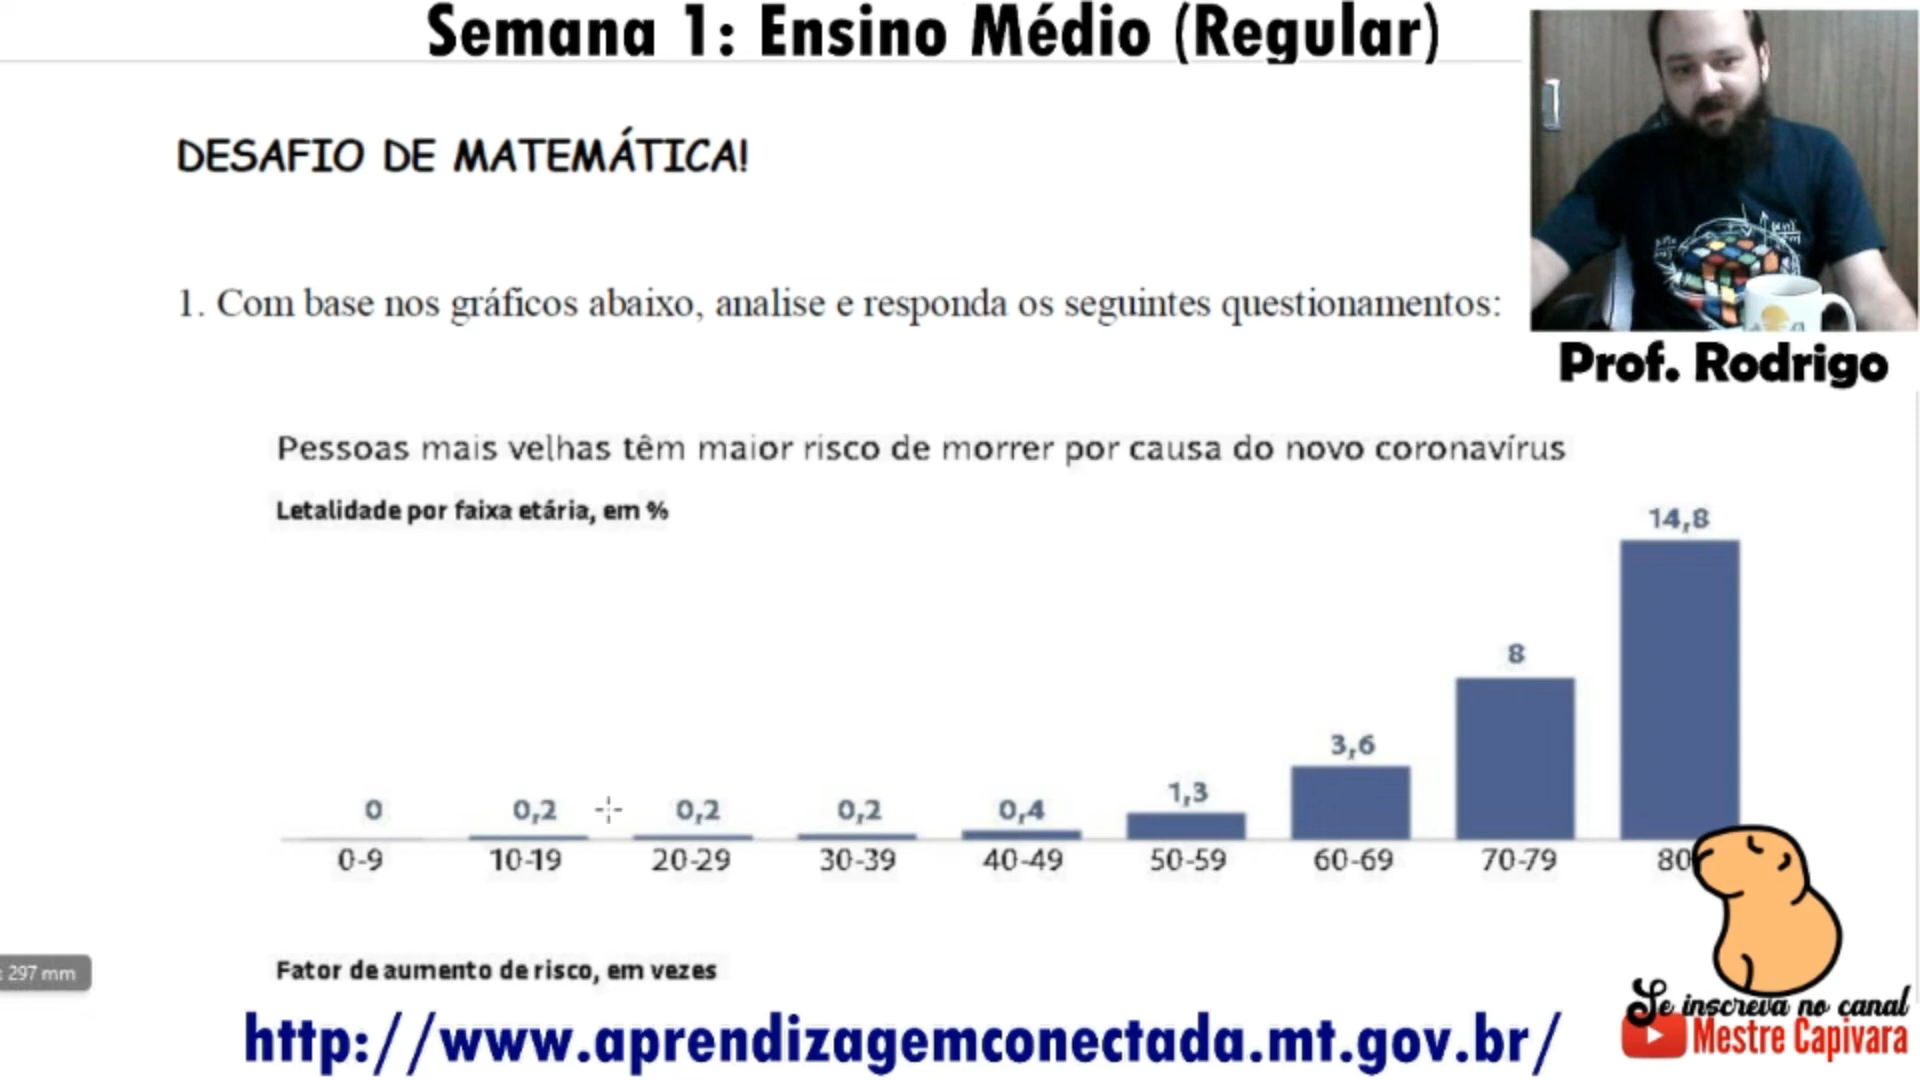 Semana 1: Ensino Médio (Regular)
DESAFIO DE MATEMÁTICA!
1. Com base nos gráficos abaixo, analise e responda os seguintes questionamentos:
Prof. Rodrigo
Pessoas mais velhas têm maior risco de morrer por causa do novo coronavírus
Letalidade por faixa etária, em %
0 0,2 0,2 0,2 0,4 1,3 3,6 8 14,8
0-9 10-19 20-29 30-39 40-49 50-59 60-69 70-79 80
Fator de aumento de risco, em vezes
: 297 mm
http://www.aprendizagemconectada.mt.gov.br/
Se inscreva no canal
Mestre Capivara